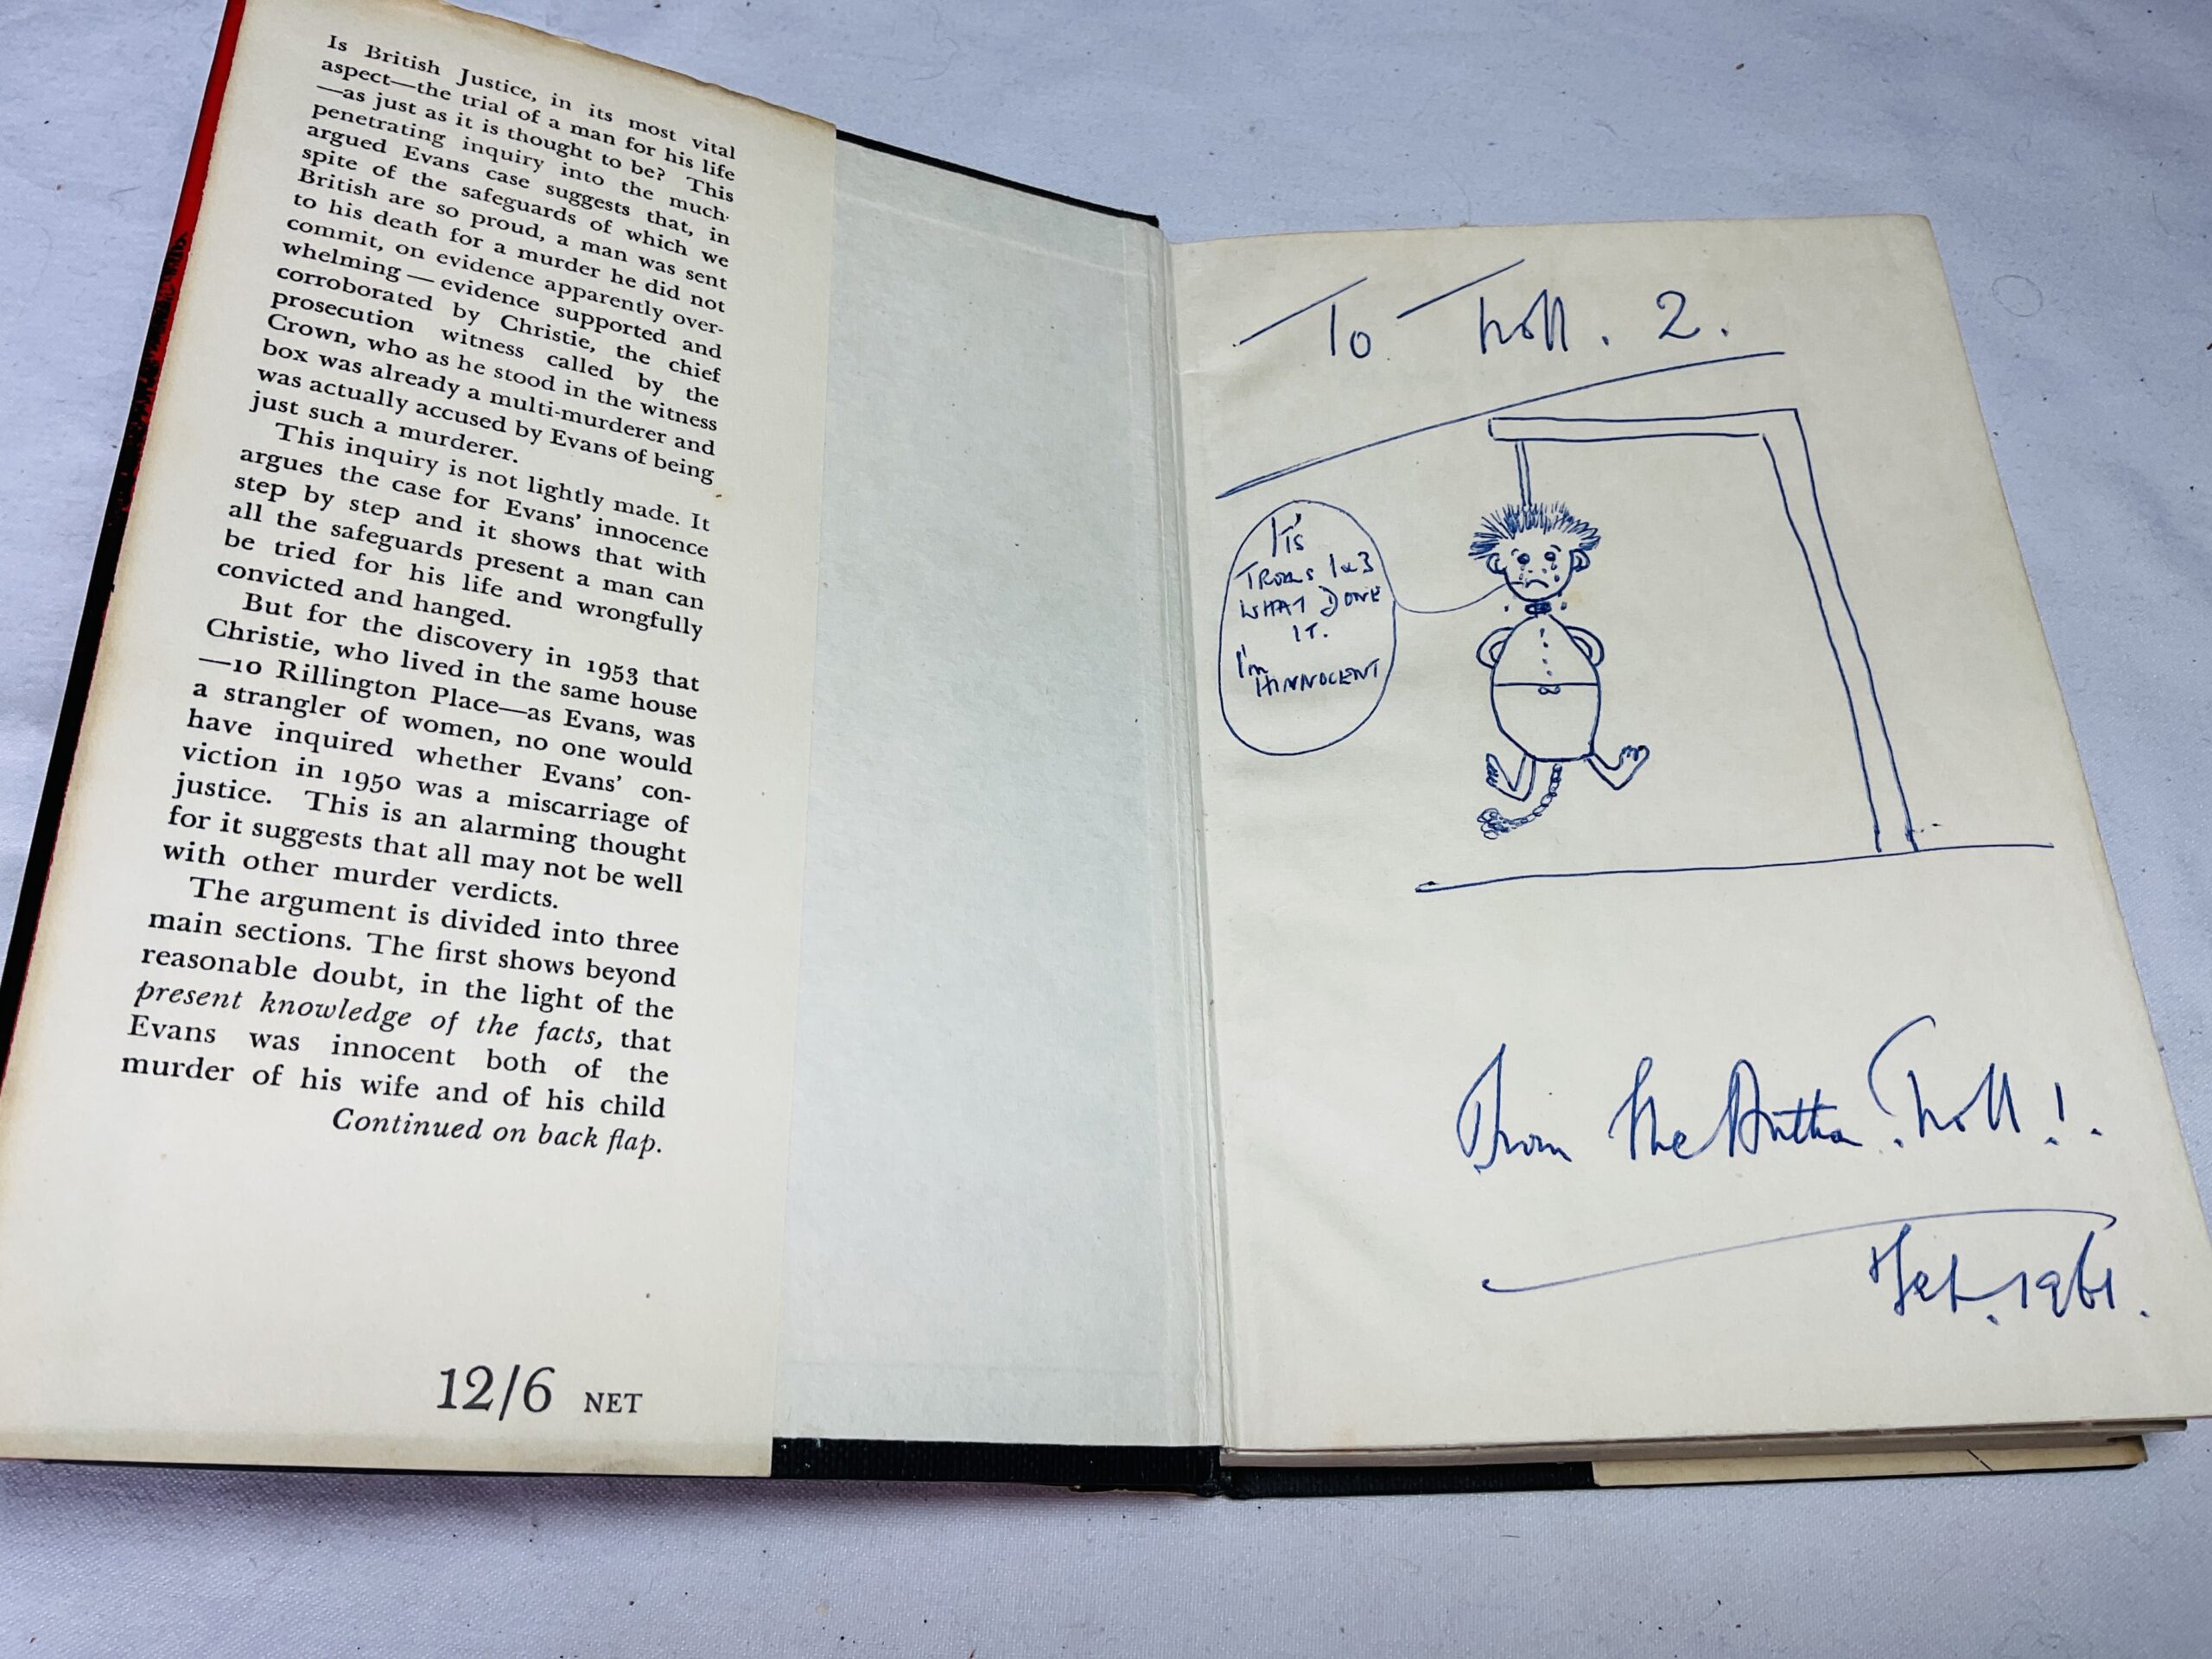 Is British Justice, in its most vital
aspect—the trial of a man for his life
—as just as it is thought to be? This
penetrating inquiry into the much-
argued Evans case suggests that, in
spite of the safeguards of which we
British are so proud, a man was sent
to his death for a murder he did not
commit, on evidence apparently over-
whelming—evidence supported and
corroborated by Christie, the chief
prosecution witness called by the
Crown, who as he stood in the witness
box was already a multi-murderer and
was actually accused by Evans of being
just such a murderer.
This inquiry is not lightly made. It
argues the case for Evans' innocence
step by step and it shows that with
all the safeguards present a man can
be tried for his life and wrongfully
convicted and hanged.
But for the discovery in 1953 that
Christie, who lived in the same house
—10 Rillington Place—as Evans, was
a strangler of women, no one would
have inquired whether Evans' con-
viction in 1950 was a miscarriage of
justice. This is an alarming thought
for it suggests that all may not be well
with other murder verdicts.
The argument is divided into three
main sections. The first shows beyond
reasonable doubt, in the light of the
present knowledge of the facts, that
Evans was innocent both of the
murder of his wife and of his child
Continued on back flap.
12/6 NET
To Troll. 2.
ITS
TROLLS 1 & 3
WHAT DONE
IT.
I'm
HINNOCENT
From the Author Troll!.
Feb. 1961.